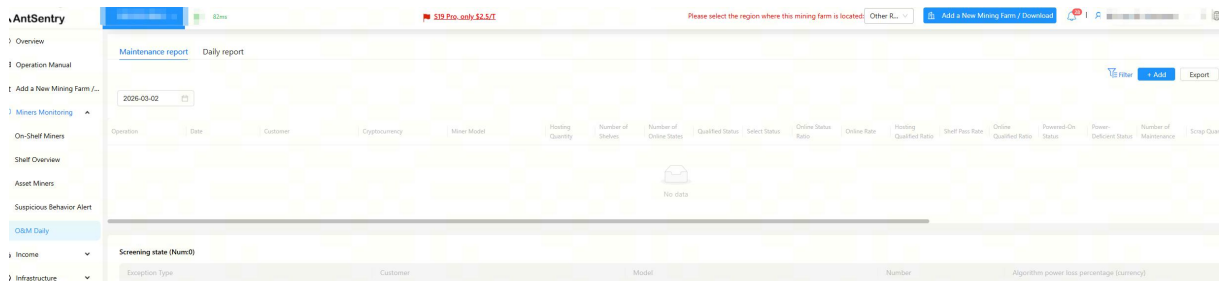 AntSentry
82ms
S19 Pro, only $2.5/T
Please select the region where this mining farm is located: Other R...
Add a New Mining Farm / Download
Overview
Operation Manual
Add a New Mining Farm /...
Miners Monitoring
On-Shelf Miners
Shelf Overview
Asset Miners
Suspicious Behavior Alert
O&M Daily
Income
Infrastructure
Maintenance report Daily report
Filter + Add Export
2026-03-02
Operation Date Customer Cryptocurrency Miner Model Hosting Quantity Number of Shelves Number of Online States Qualified Status Select Status Online Status Ratio Online Rate Hosting Qualified Ratio Shelf Pass Rate Online Qualified Ratio Powered-On Status Power-Deficient Status Number of Maintenance Scrap Quan
No data
Screening state (Num:0)
Exception Type Customer Model Number Algorithm power loss percentage (currency)